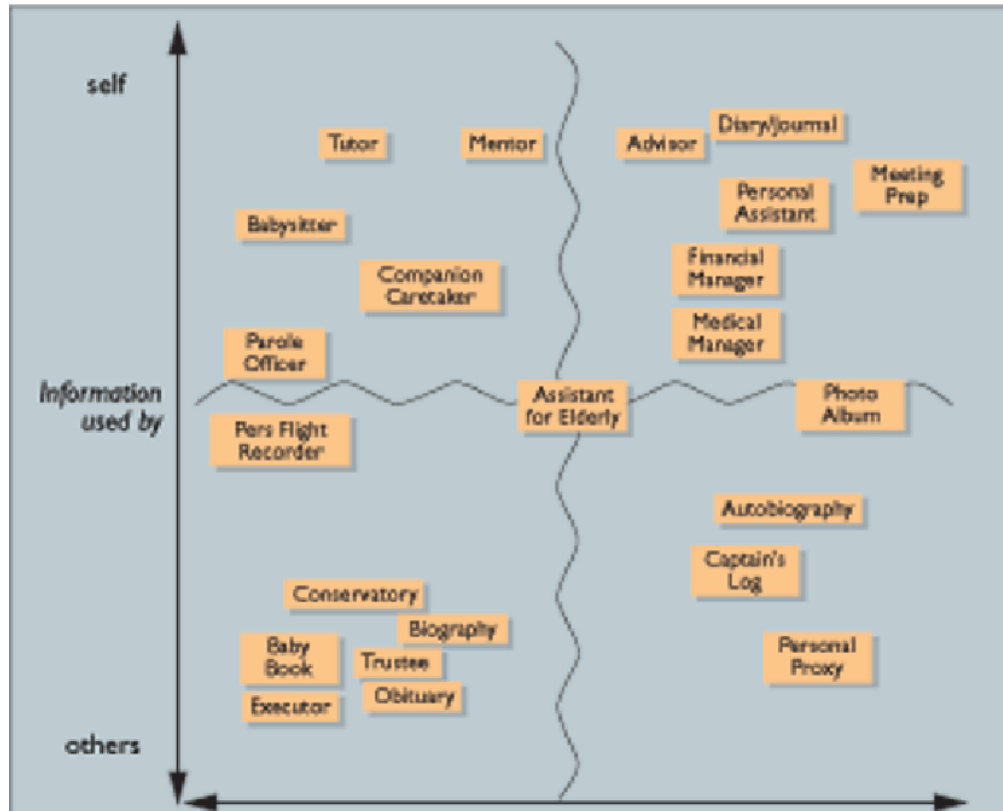 self
Tutor
Mentor
Advisor
Diary/Journal
Meeting
Prep
Personal
Assistant
Babysitter
Companion
Caretaker
Financial
Manager
Medical
Manager
Parole
Officer
Information
used by
Assistant
for Elderly
Photo
Album
Pers Flight
Recorder
Autobiography
Captain's
Log
Conservatory
Biography
Baby
Book
Trustee
Personal
Proxy
Executor
Obituary
others